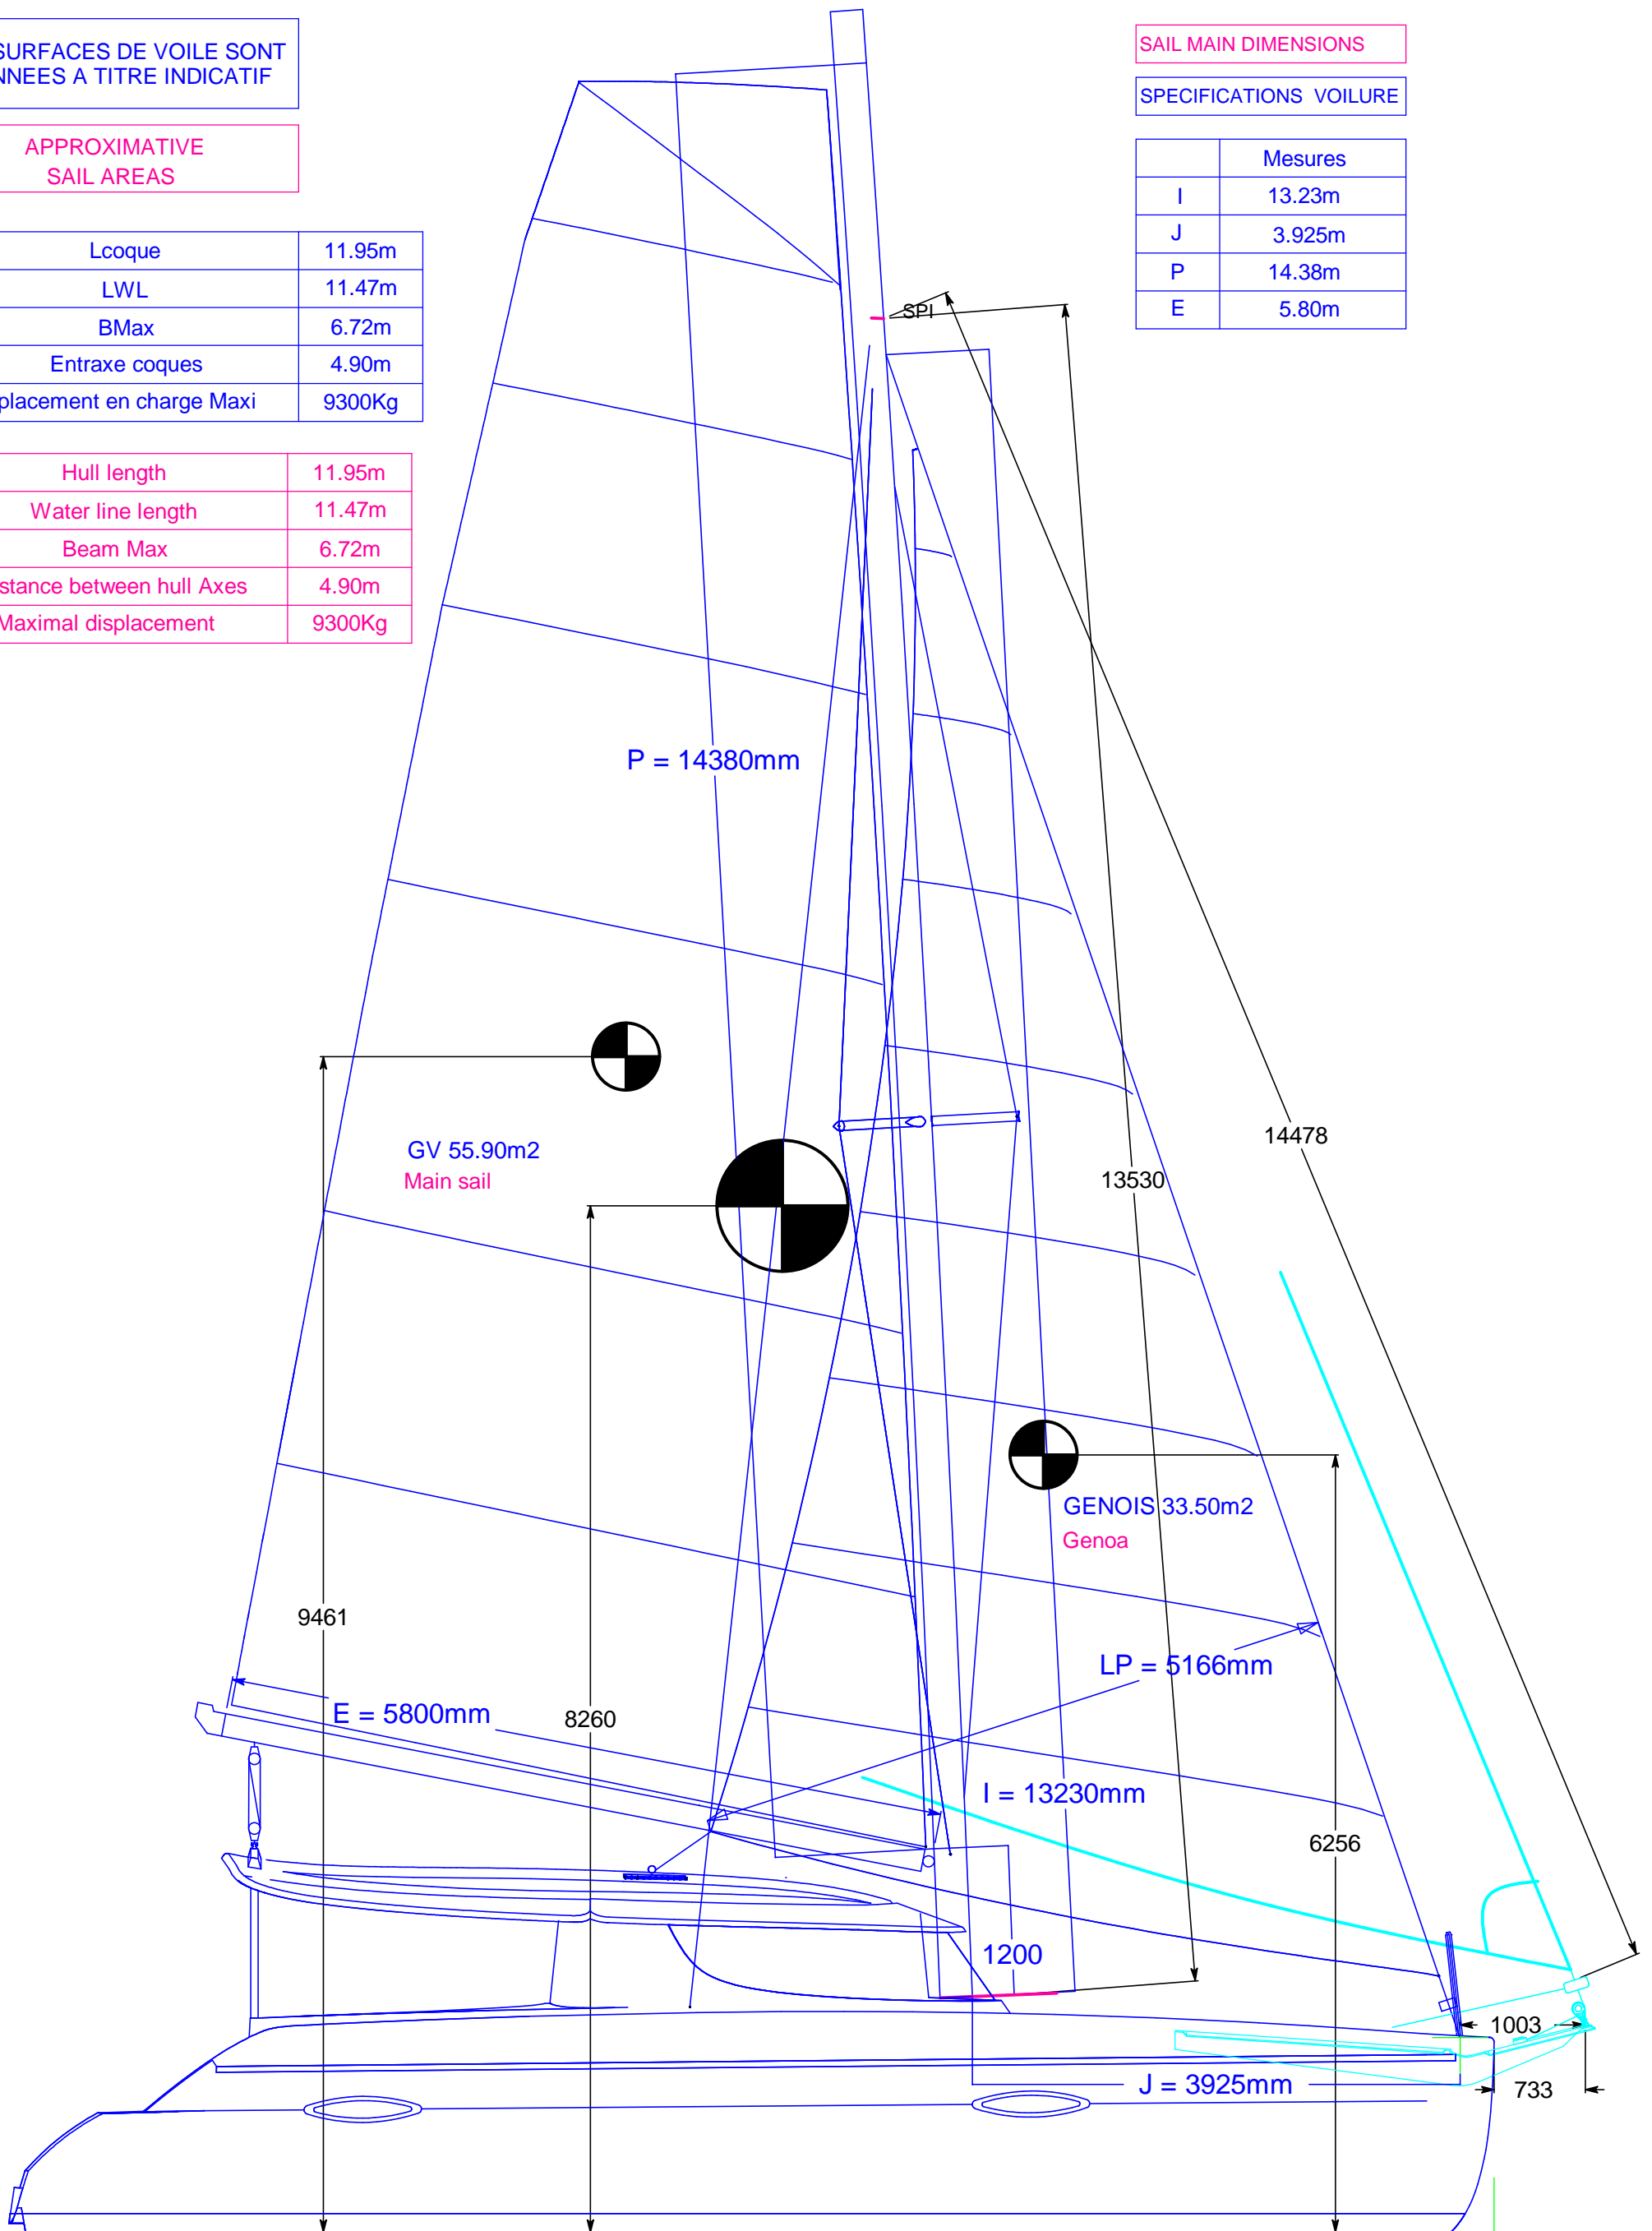 SURFACES DE VOILE SONT
NNEES A TITRE INDICATIF
APPROXIMATIVE
SAIL AREAS
Lcoque 11.95m
LWL 11.47m
BMax 6.72m
Entraxe coques 4.90m
placement en charge Maxi 9300Kg
Hull length 11.95m
Water line length 11.47m
Beam Max 6.72m
stance between hull Axes 4.90m
Maximal displacement 9300Kg
SAIL MAIN DIMENSIONS
SPECIFICATIONS VOILURE
Mesures
I 13.23m
J 3.925m
P 14.38m
E 5.80m
SPI
P = 14380mm
14478
13530
GV 55.90m2
Main sail
GENOIS 33.50m2
Genoa
9461
LP = 5166mm
E = 5800mm
8260
I = 13230mm
6256
1200
1003
J = 3925mm
733